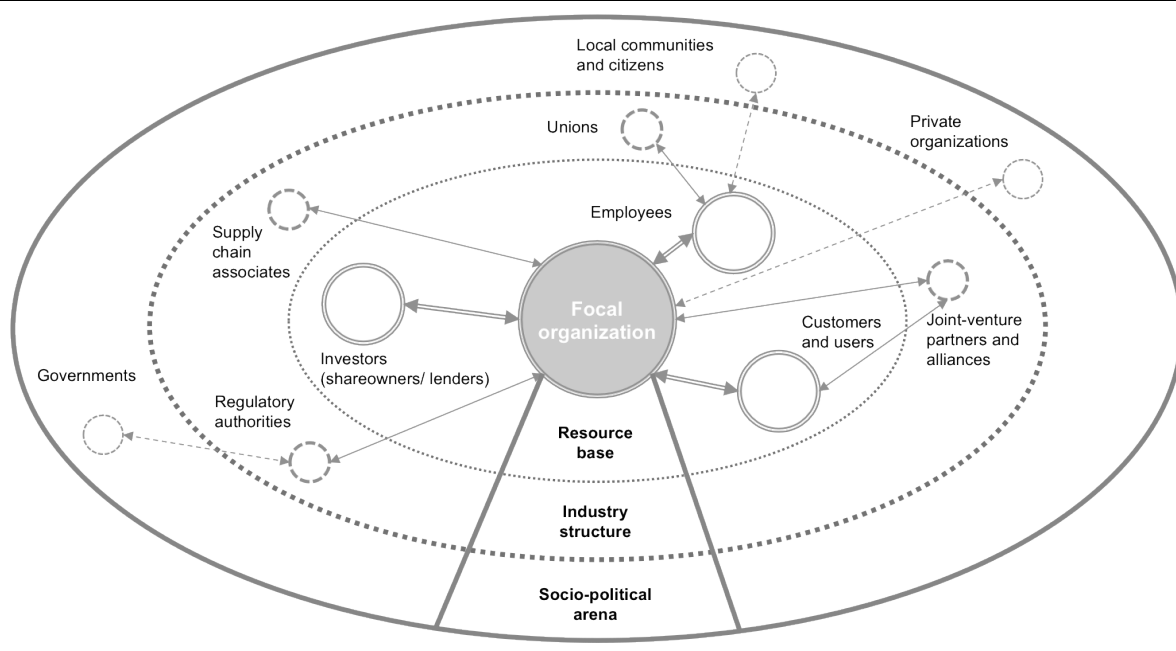 Local communities
and citizens
Unions
Private
organizations
Employees
Supply
chain
associates
Focal
organization
Customers
and users
Joint-venture
partners and
alliances
Investors
(shareowners/ lenders)
Governments
Regulatory
authorities
Resource
base
Industry
structure
Socio-political
arena